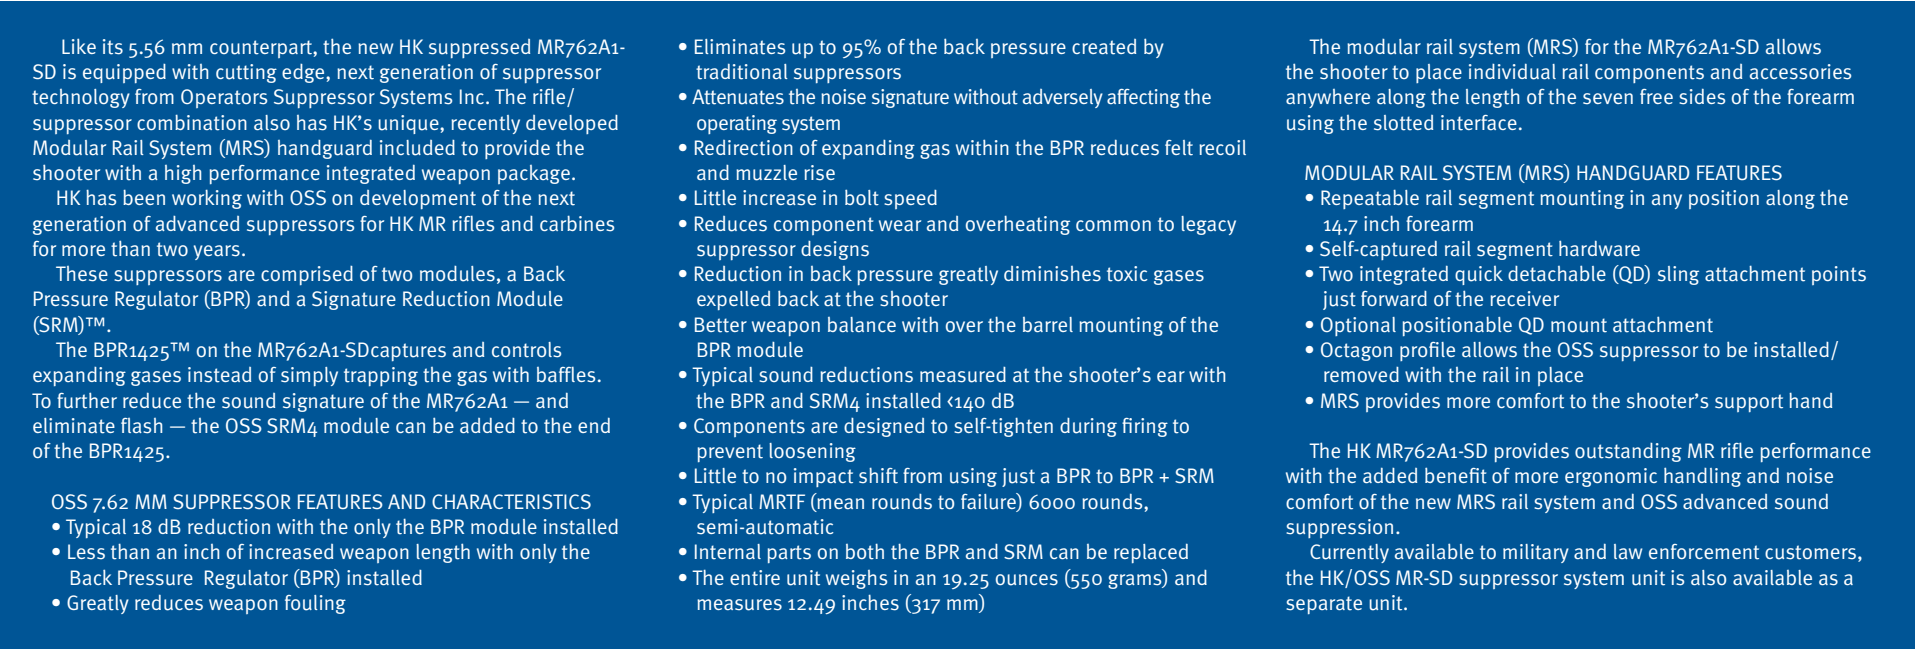 Like its 5.56 mm counterpart, the new HK suppressed MR762A1-
SD is equipped with cutting edge, next generation of suppressor
technology from Operators Suppressor Systems Inc. The rifle/
suppressor combination also has HK's unique, recently developed
Modular Rail System (MRS) handguard included to provide the
shooter with a high performance integrated weapon package.
HK has been working with OSS on development of the next
generation of advanced suppressors for HK MR rifles and carbines
for more than two years.
These suppressors are comprised of two modules, a Back
Pressure Regulator (BPR) and a Signature Reduction Module
(SRM)™.
The BPR1425™ on the MR762A1-SDcaptures and controls
expanding gases instead of simply trapping the gas with baffles.
To further reduce the sound signature of the MR762A1 — and
eliminate flash — the OSS SRM4 module can be added to the end
of the BPR1425.
OSS 7.62 MM SUPPRESSOR FEATURES AND CHARACTERISTICS
• Typical 18 dB reduction with the only the BPR module installed
• Less than an inch of increased weapon length with only the
Back Pressure  Regulator (BPR) installed
• Greatly reduces weapon fouling
• Eliminates up to 95% of the back pressure created by
traditional suppressors
• Attenuates the noise signature without adversely affecting the
operating system
• Redirection of expanding gas within the BPR reduces felt recoil
and muzzle rise
• Little increase in bolt speed
• Reduces component wear and overheating common to legacy
suppressor designs
• Reduction in back pressure greatly diminishes toxic gases
expelled back at the shooter
• Better weapon balance with over the barrel mounting of the
BPR module
• Typical sound reductions measured at the shooter's ear with
the BPR and SRM4 installed <140 dB
• Components are designed to self-tighten during firing to
prevent loosening
• Little to no impact shift from using just a BPR to BPR + SRM
• Typical MRTF (mean rounds to failure) 6000 rounds,
semi-automatic
• Internal parts on both the BPR and SRM can be replaced
• The entire unit weighs in an 19.25 ounces (550 grams) and
measures 12.49 inches (317 mm)
The modular rail system (MRS) for the MR762A1-SD allows
the shooter to place individual rail components and accessories
anywhere along the length of the seven free sides of the forearm
using the slotted interface.
MODULAR RAIL SYSTEM (MRS) HANDGUARD FEATURES
• Repeatable rail segment mounting in any position along the
14.7 inch forearm
• Self-captured rail segment hardware
• Two integrated quick detachable (QD) sling attachment points
just forward of the receiver
• Optional positionable QD mount attachment
• Octagon profile allows the OSS suppressor to be installed/
removed with the rail in place
• MRS provides more comfort to the shooter's support hand
The HK MR762A1-SD provides outstanding MR rifle performance
with the added benefit of more ergonomic handling and noise
comfort of the new MRS rail system and OSS advanced sound
suppression.
Currently available to military and law enforcement customers,
the HK/OSS MR-SD suppressor system unit is also available as a
separate unit.